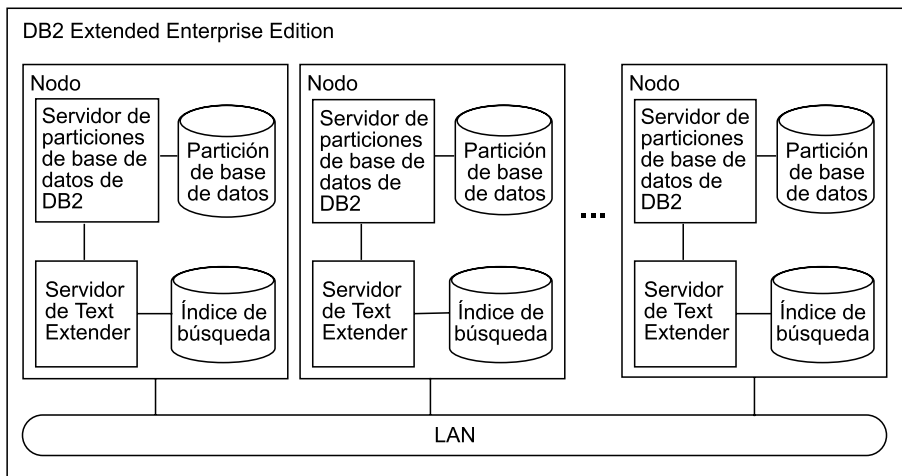 DB2 Extended Enterprise Edition
Nodo
Servidor de
particiones
de base de
datos de
DB2
Partición
de base
de datos
Servidor
de Text
Extender
Índice de
búsqueda
Nodo
Servidor de
particiones
de base de
datos de
DB2
Partición
de base
de datos
Servidor
de Text
Extender
Índice de
búsqueda
...
Nodo
Servidor de
particiones
de base de
datos de
DB2
Partición
de base
de datos
Servidor
de Text
Extender
Índice de
búsqueda
LAN